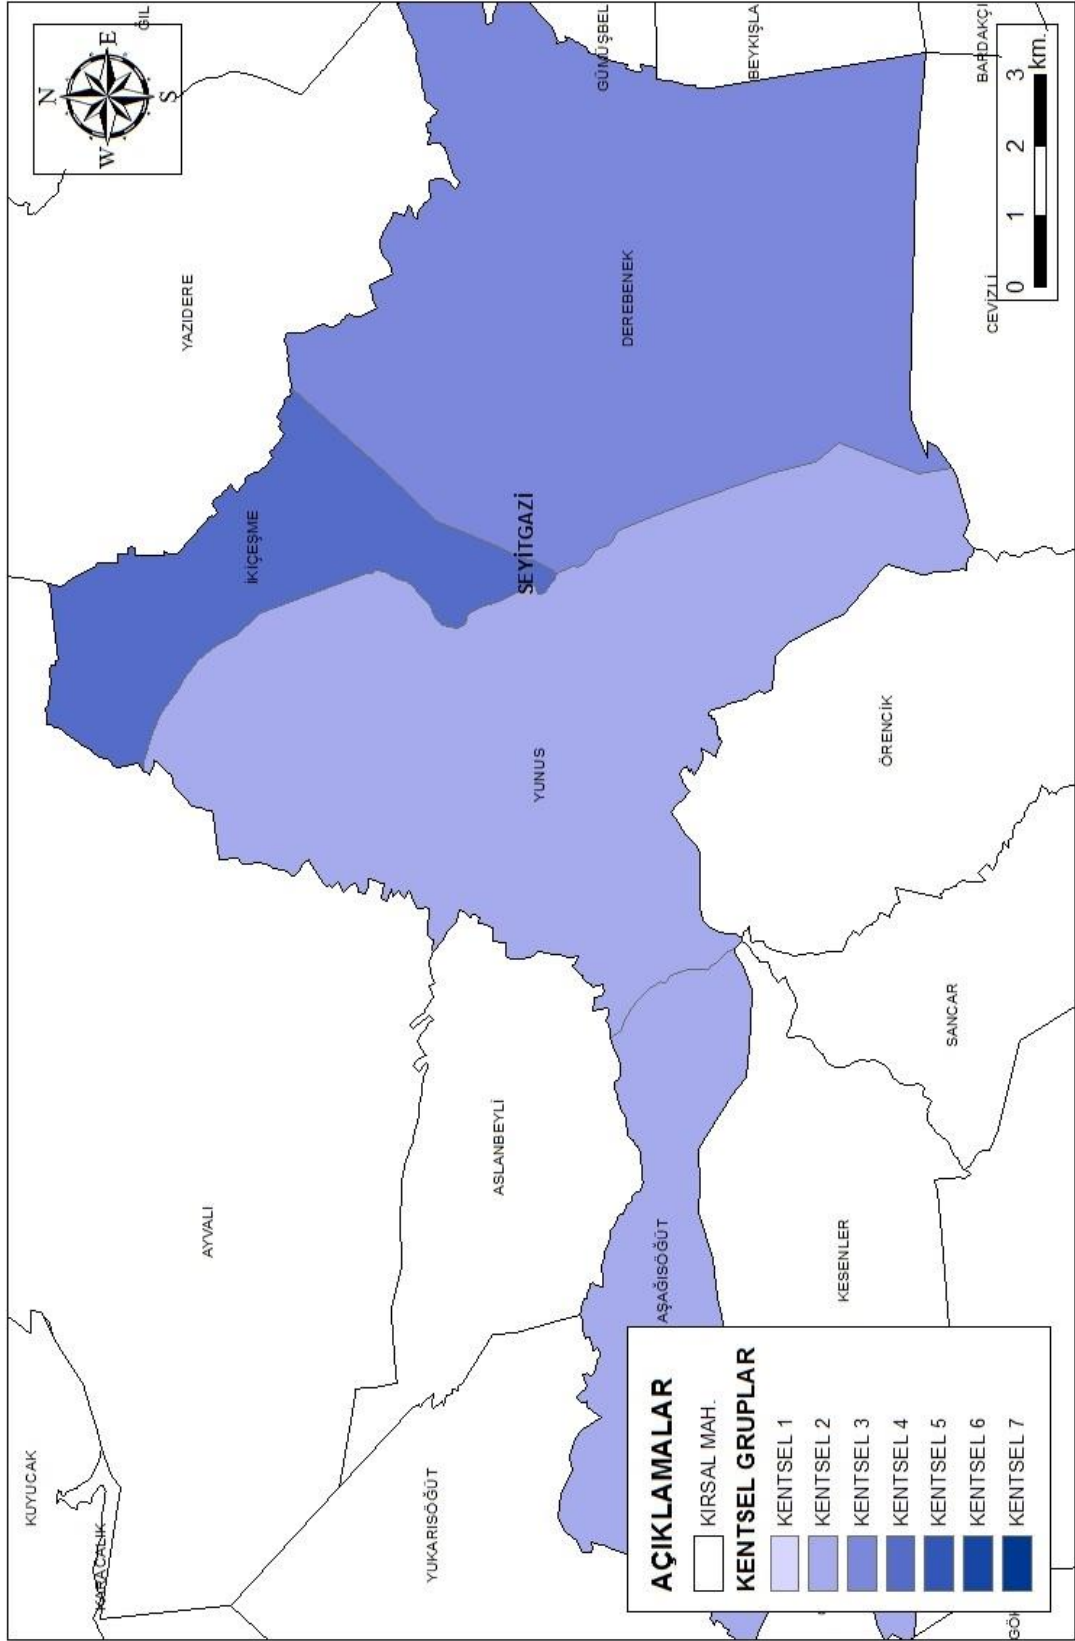 KUYUCAK
N
KARACALIK
W E
ĞIL
S
YAZIDERE
AYVALI
İKİÇEŞME
YUKARISÖĞÜT
ASLANBEYLİ
SEYİTGAZİ
YUNUS
GÜMÜŞBEL
DEREBENEK
AŞAĞISÖĞÜT
BEYKIŞLA
KESENLER
ÖRENCİK
SANCAR
BARDAKÇI
CEVİZLİ
0 1 2 3 km.
AÇIKLAMALAR
KIRSAL MAH.
KENTSEL GRUPLAR
KENTSEL 1
KENTSEL 2
KENTSEL 3
KENTSEL 4
KENTSEL 5
KENTSEL 6
KENTSEL 7